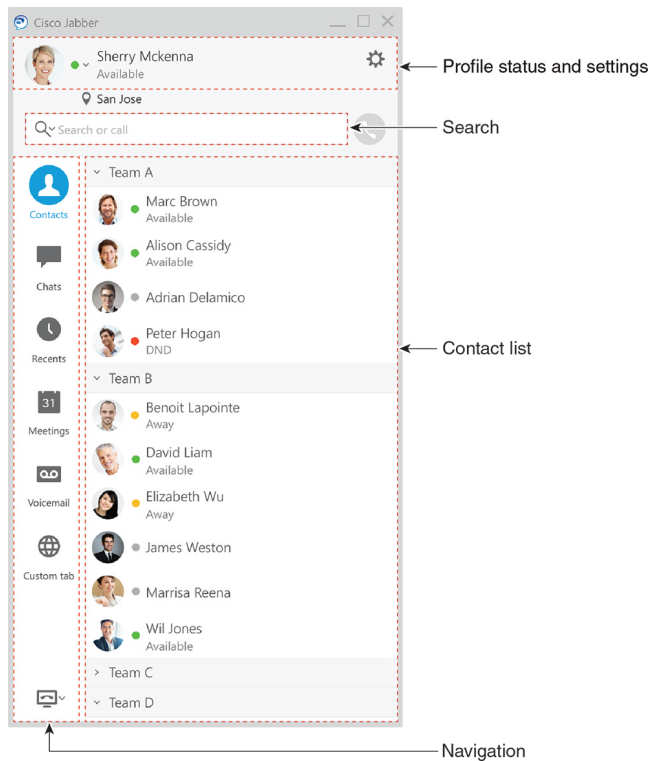 Cisco Jabber
Sherry Mckenna
Available
San Jose
Search or call
Profile status and settings
Search
Contacts
Chats
Recents
31
Meetings
Voicemail
Custom tab
Team A
Marc Brown
Available
Alison Cassidy
Available
Adrian Delamico
Peter Hogan
DND
Team B
Benoit Lapointe
Away
David Liam
Available
Elizabeth Wu
Away
James Weston
Marrisa Reena
Wil Jones
Available
Team C
Team D
Contact list
Navigation